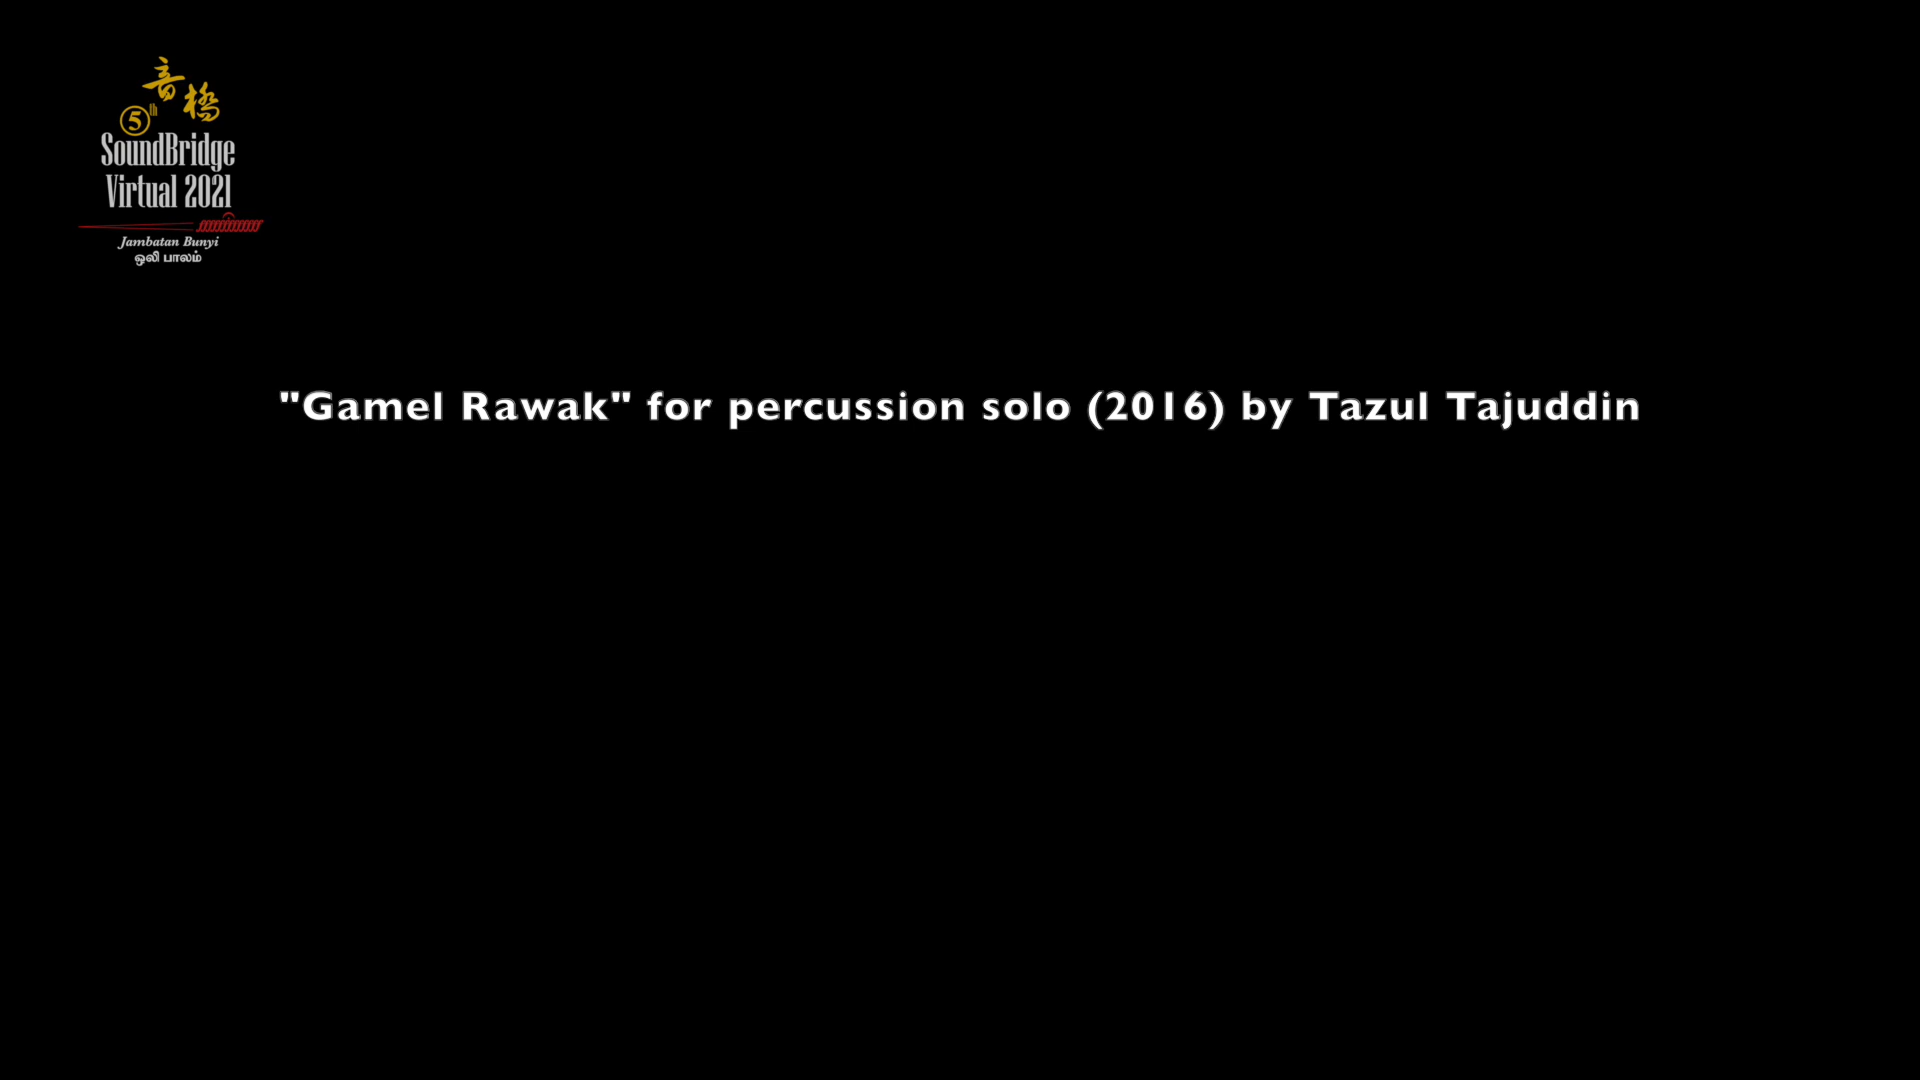 音橋
5th
SoundBridge
Virtual 2021
Jambatan Bunyi
ஒலி பாலம்
"Gamel Rawak" for percussion solo (2016) by Tazul Tajuddin